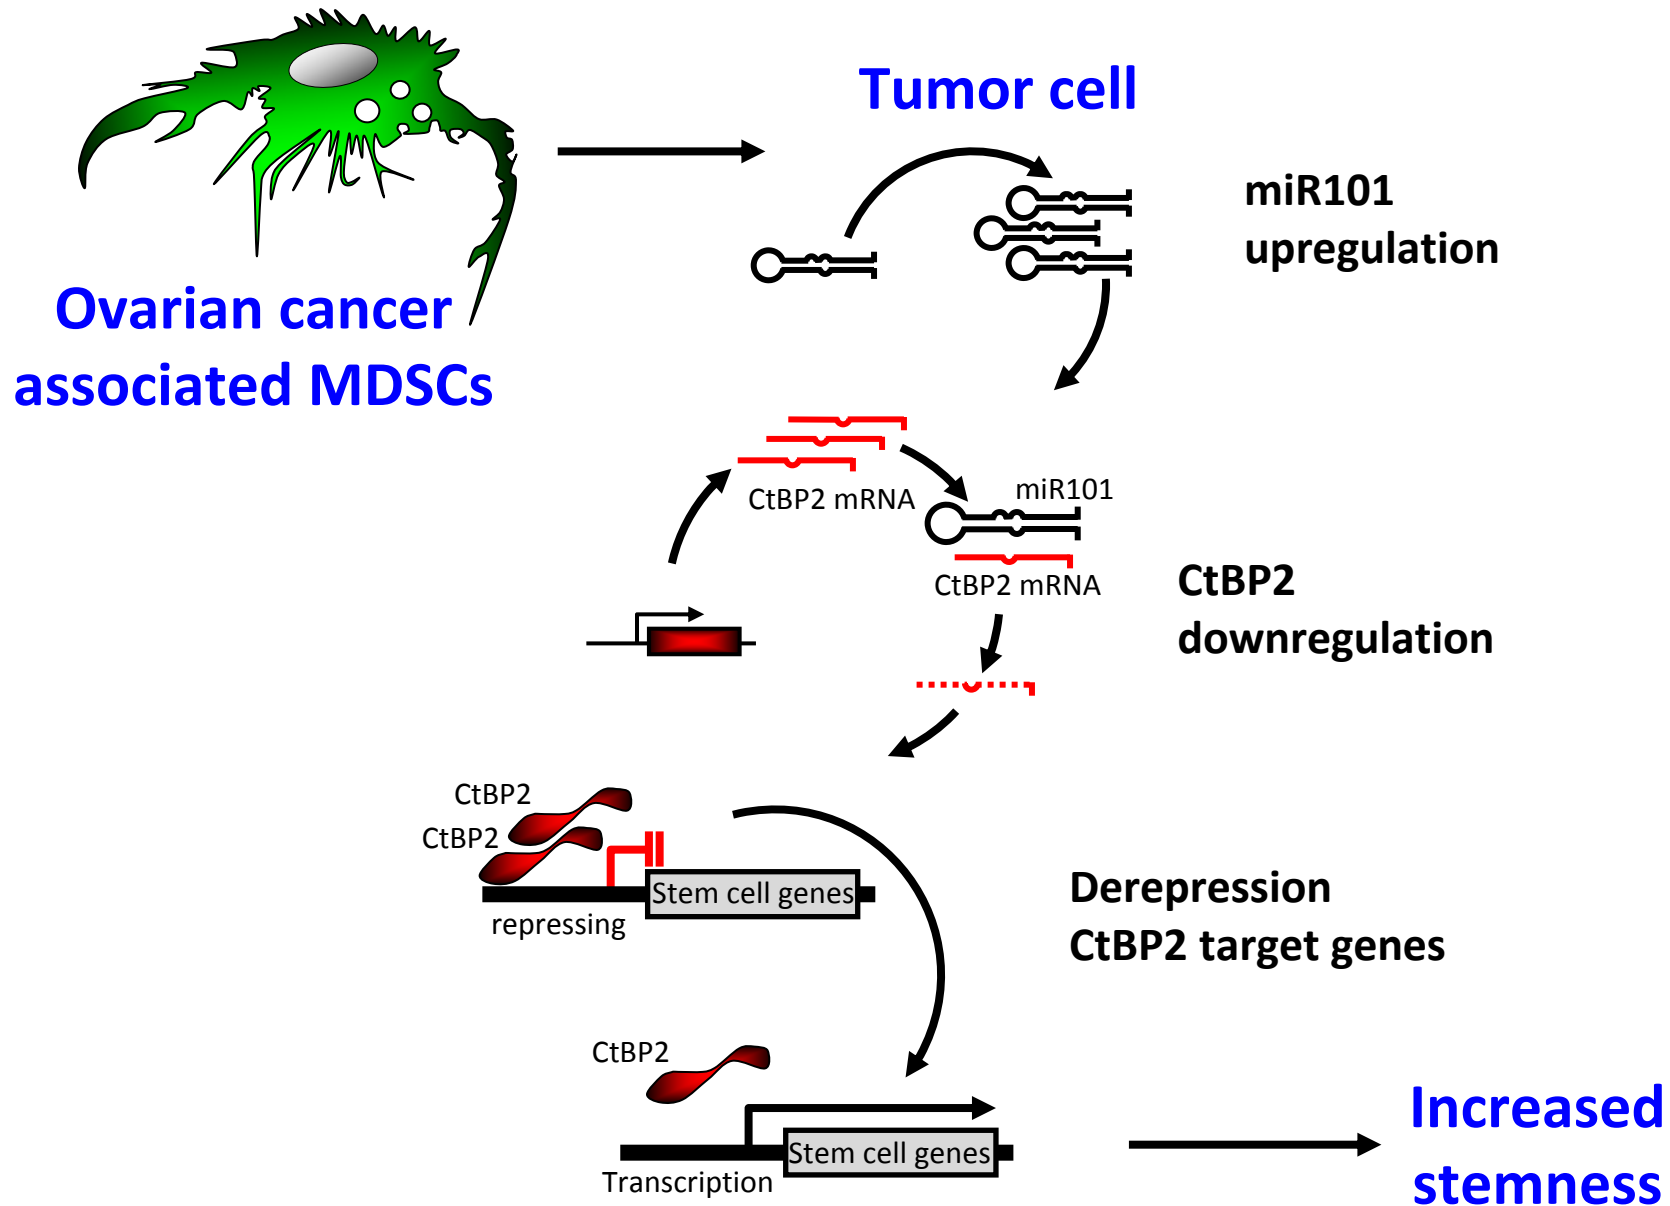 Tumor cell
Ovarian cancer
associated MDSCs
miR101
upregulation
CtBP2 mRNA
miR101
CtBP2 mRNA
CtBP2
downregulation
CtBP2
CtBP2
Stem cell genes
repressing
Derepression
CtBP2 target genes
CtBP2
Stem cell genes
Transcription
Increased
stemness